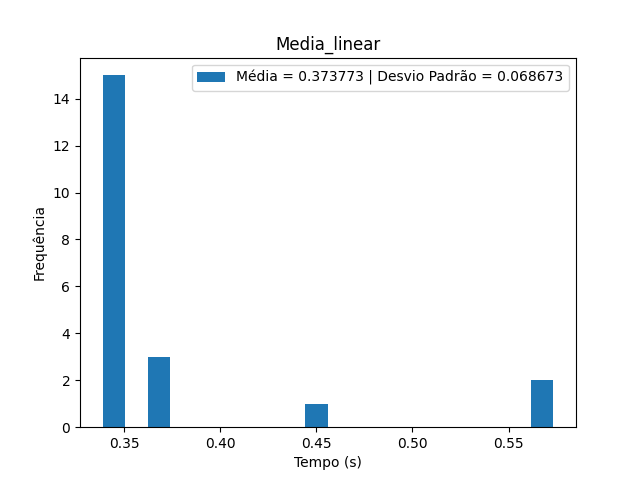 Media_linear
Média = 0.373773 | Desvio Padrão = 0.068673
Frequência
14
12
10
8
6
4
2
0
0.35 0.40 0.45 0.50 0.55
Tempo (s)